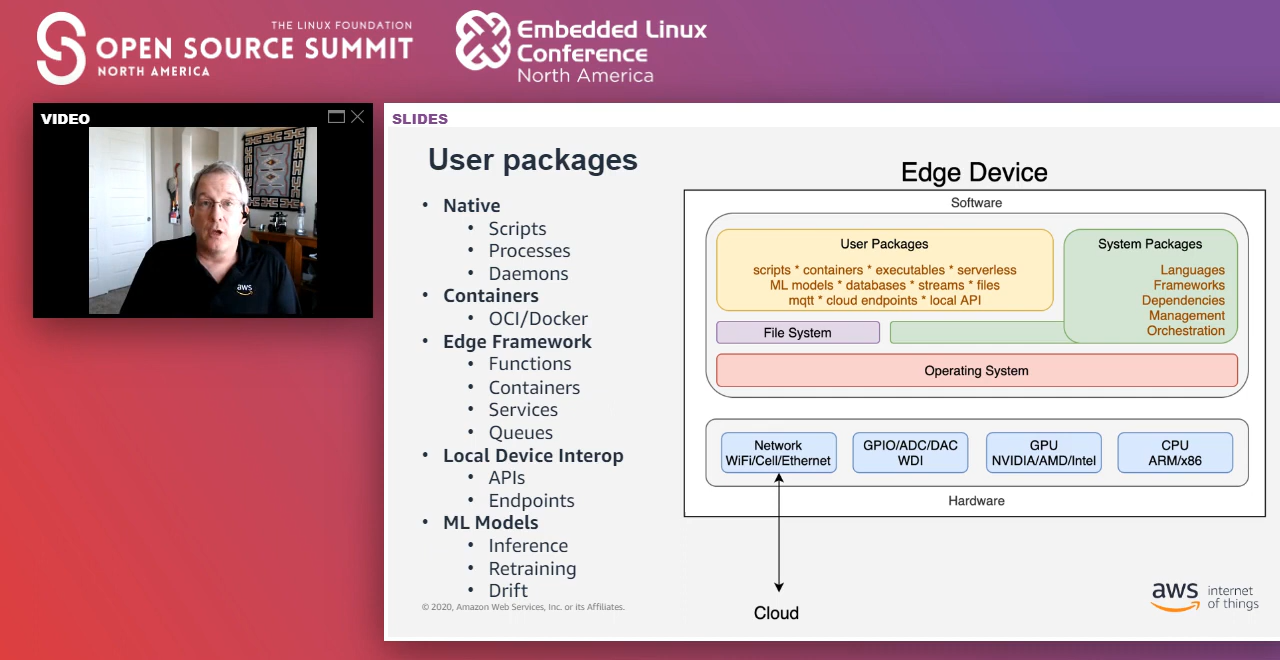 THE LINUX FOUNDATION
OPEN SOURCE SUMMIT
NORTH AMERICA
Embedded Linux
Conference
North America
VIDEO
aws
SLIDES
User packages
• Native
• Scripts
• Processes
• Daemons
• Containers
• OCI/Docker
• Edge Framework
• Functions
• Containers
• Services
• Queues
• Local Device Interop
• APIs
• Endpoints
• ML Models
• Inference
• Retraining
• Drift
© 2020, Amazon Web Services, Inc. or its Affiliates.
Edge Device
Software
User Packages
scripts * containers * executables * serverless
ML models * databases * streams * files
mqtt * cloud endpoints * local API
System Packages
Languages
Frameworks
Dependencies
Management
Orchestration
File System
Operating System
Network
WiFi/Cell/Ethernet
GPIO/ADC/DAC
WDI
GPU
NVIDIA/AMD/Intel
CPU
ARM/x86
Hardware
Cloud
aws internet
of things